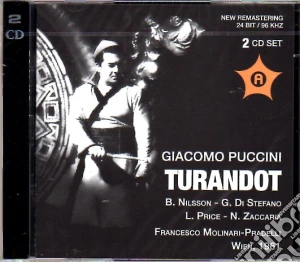 2
CD
NEW REMASTERING
24 BIT / 96 KHZ
2 CD SET
A
GIACOMO PUCCINI
TURANDOT
B. NILSSON - G. DI STEFANO
L. PRICE - N. ZACCARIA
FRANCESCO MOLINARI-PRADELLI
WIEN, 1961